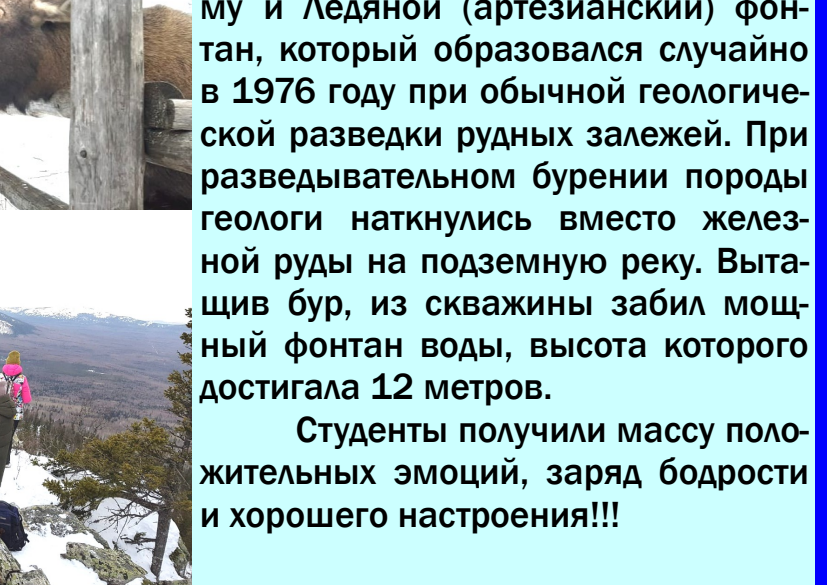 му и Ледяной (артезианский) фон-
тан, который образовался случайно
в 1976 году при обычной геологиче-
ской разведки рудных залежей. При
разведывательном бурении породы
геологи наткнулись вместо желез-
ной руды на подземную реку. Выта-
щив бур, из скважины забил мощ-
ный фонтан воды, высота которого
достигала 12 метров.
Студенты получили массу поло-
жительных эмоций, заряд бодрости
и хорошего настроения!!!